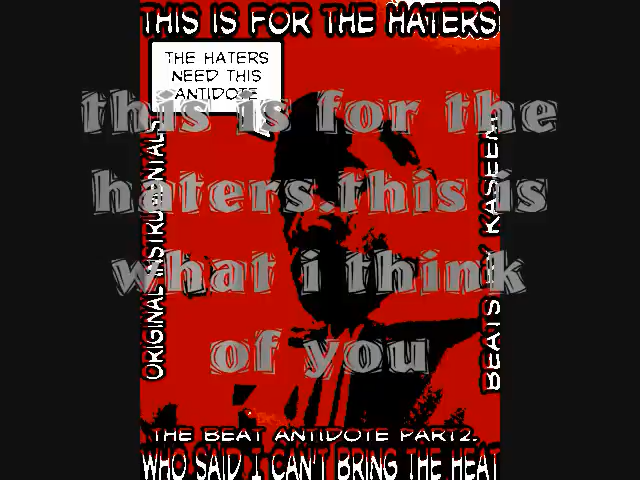 THIS IS FOR THE HATERS
THE HATERS
NEED THIS
ANTIDOTE
this is for the
haters.this is
what i think
of you
ORIGINAL INSTRUMENTALS
BEATS BY KASEEM
THE BEAT ANTIDOTE PART2.
WHO SAID I CAN'T BRING THE HEAT